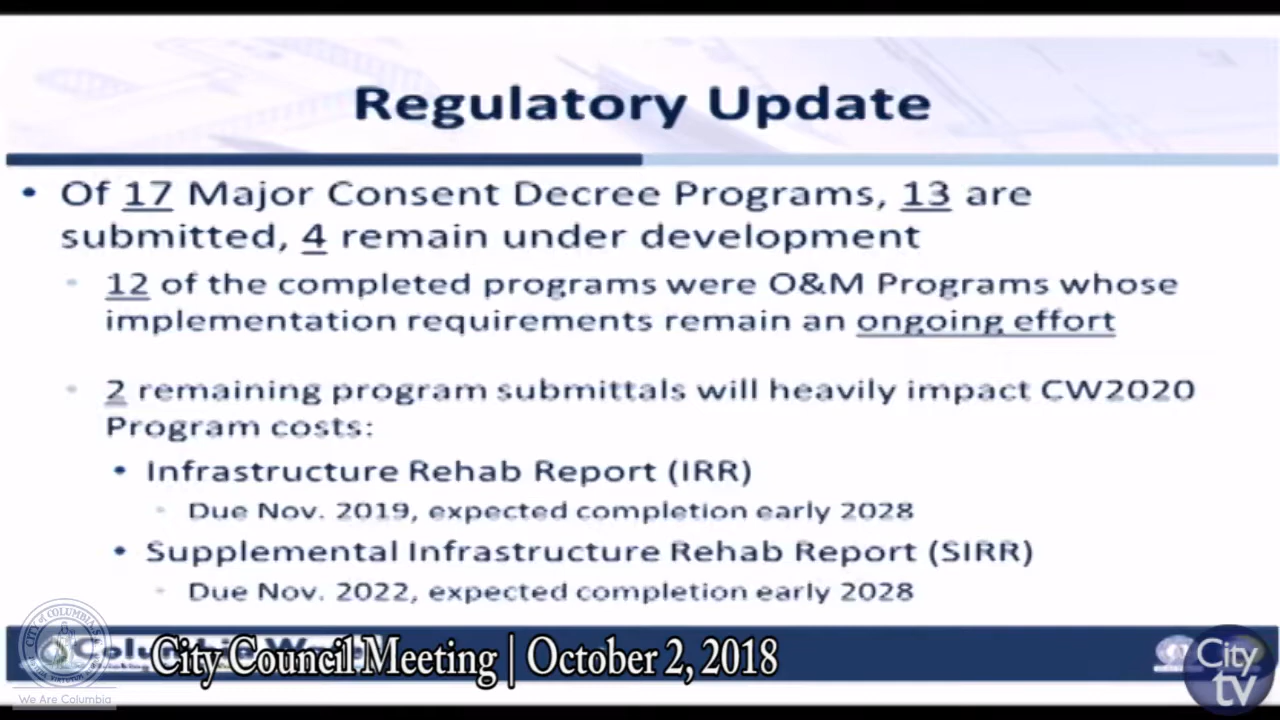 Regulatory Update
• Of 17 Major Consent Decree Programs, 13 are
submitted, 4 remain under development
• 12 of the completed programs were O&M Programs whose
implementation requirements remain an ongoing effort
• 2 remaining program submittals will heavily impact CW2020
Program costs:
• Infrastructure Rehab Report (IRR)
• Due Nov. 2019, expected completion early 2028
• Supplemental Infrastructure Rehab Report (SIRR)
• Due Nov. 2022, expected completion early 2028
City Council Meeting | October 2, 2018
We Are Columbia
City
tv